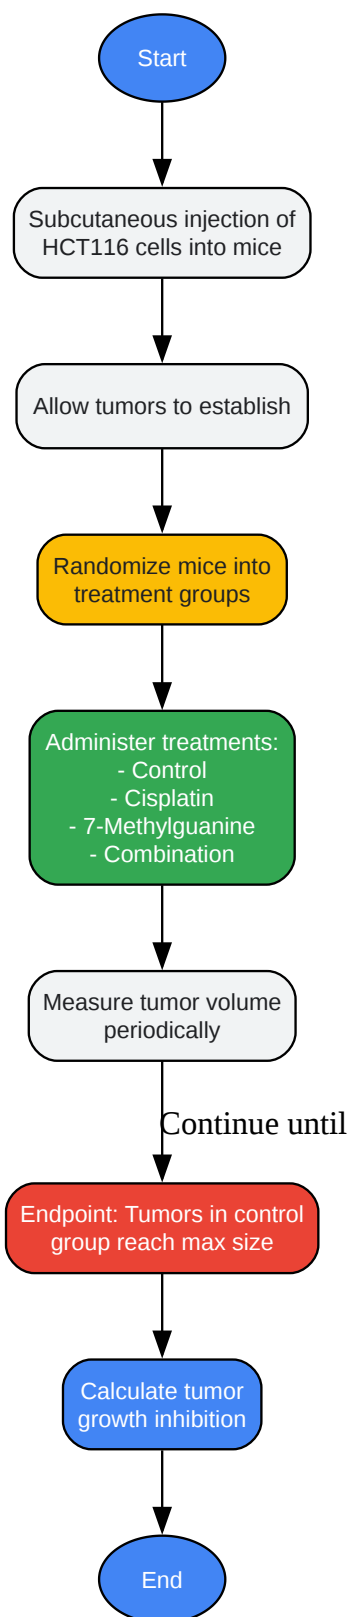 Start
Subcutaneous injection of
HCT116 cells into mice
Allow tumors to establish
Randomize mice into
treatment groups
Administer treatments:
- Control
- Cisplatin
- 7-Methylguanine
- Combination
Measure tumor volume
periodically
Continue until
Endpoint: Tumors in control
group reach max size
Calculate tumor
growth inhibition
End